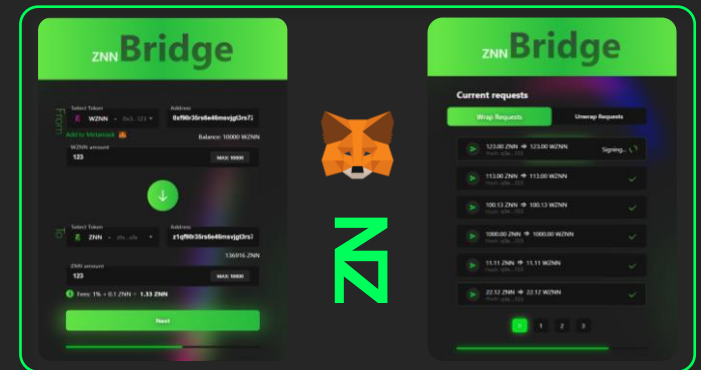 ZNN Bridge
From
Select Token
Address
WZNN
Add to Metamask
Balance: 10000 WZNN
WZNN amount
123
MAX 10000
To
Select Token
Address
ZNN
136916 ZNN
ZNN amount
123
MAX 10000
Fees: 1% + 0.1 ZNN = 1.33 ZNN
Next
ZNN Bridge
Current requests
Wrap Requests
Unwrap Requests
123.00 ZNN → 123.00 WZNN
Signing...
113.00 ZNN → 113.00 WZNN
100.13 ZNN → 100.13 WZNN
1000.00 ZNN → 1000.00 WZNN
11.11 ZNN → 11.11 WZNN
22.12 ZNN → 22.12 WZNN
1 2 3